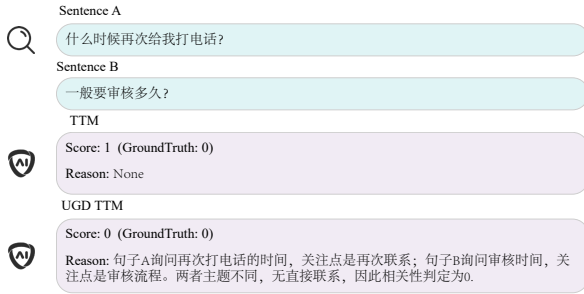 Sentence A
什么时候再次给我打电话?
Sentence B
一般要审核多久?
TTM
Score: 1 (GroundTruth: 0)
Reason: None
UGD TTM
Score: 0 (GroundTruth: 0)
Reason: 句子A询问再次打电话的时间，关注点是再次联系；句子B询问审核时间，关
注点是审核流程。两者主题不同，无直接联系，因此相关性判定为0.
AI
AI